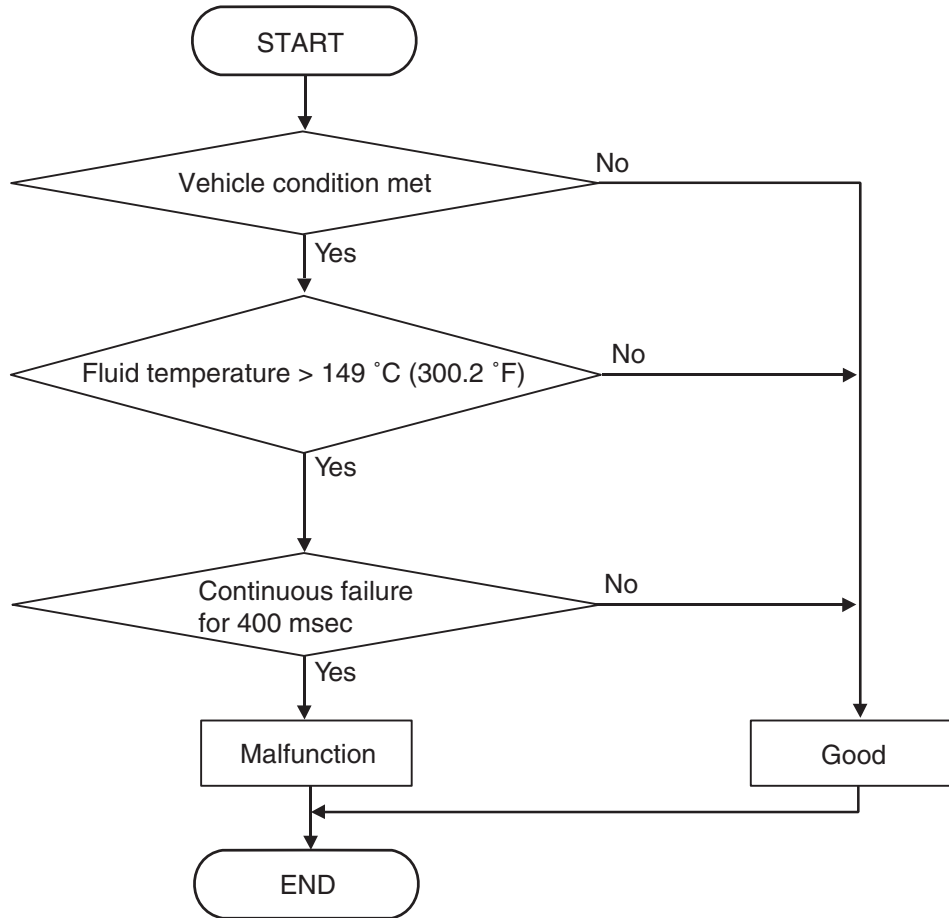 START
Vehicle condition met
No
Yes
Fluid temperature > 149 ˚C (300.2 ˚F)
No
Yes
Continuous failure
for 400 msec
No
Yes
Malfunction
Good
END